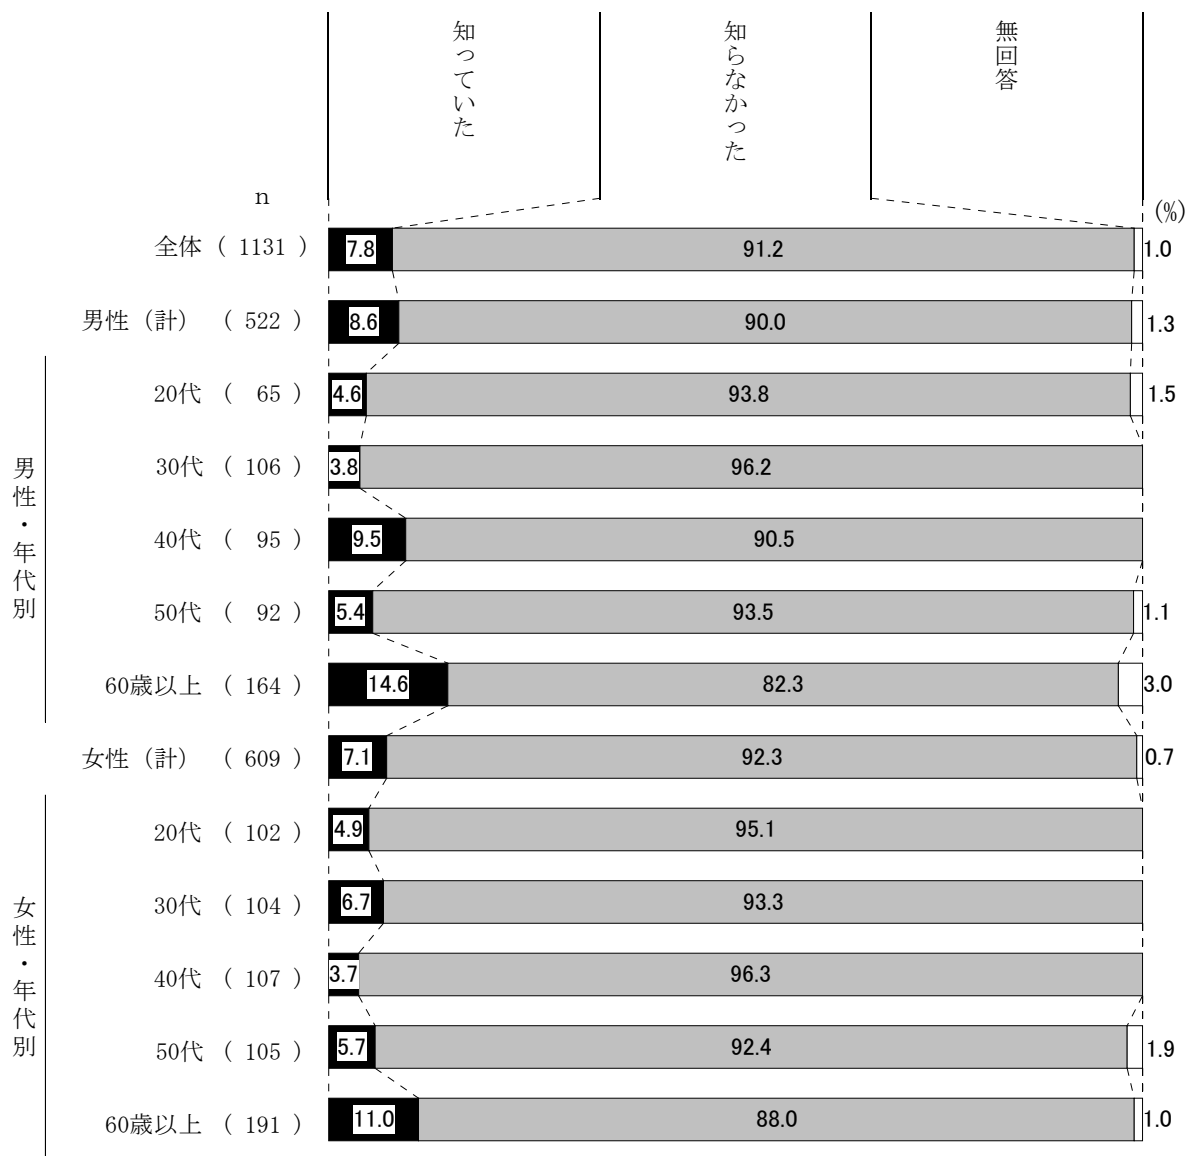 知っていた
知らなかった
無回答
n
(%)
全体 ( 1131 ) 7.8 91.2 1.0
男性（計） ( 522 ) 8.6 90.0 1.3
男性・年代別
20代 ( 65 ) 4.6 93.8 1.5
30代 ( 106 ) 3.8 96.2
40代 ( 95 ) 9.5 90.5
50代 ( 92 ) 5.4 93.5 1.1
60歳以上 ( 164 ) 14.6 82.3 3.0
女性（計） ( 609 ) 7.1 92.3 0.7
女性・年代別
20代 ( 102 ) 4.9 95.1
30代 ( 104 ) 6.7 93.3
40代 ( 107 ) 3.7 96.3
50代 ( 105 ) 5.7 92.4 1.9
60歳以上 ( 191 ) 11.0 88.0 1.0